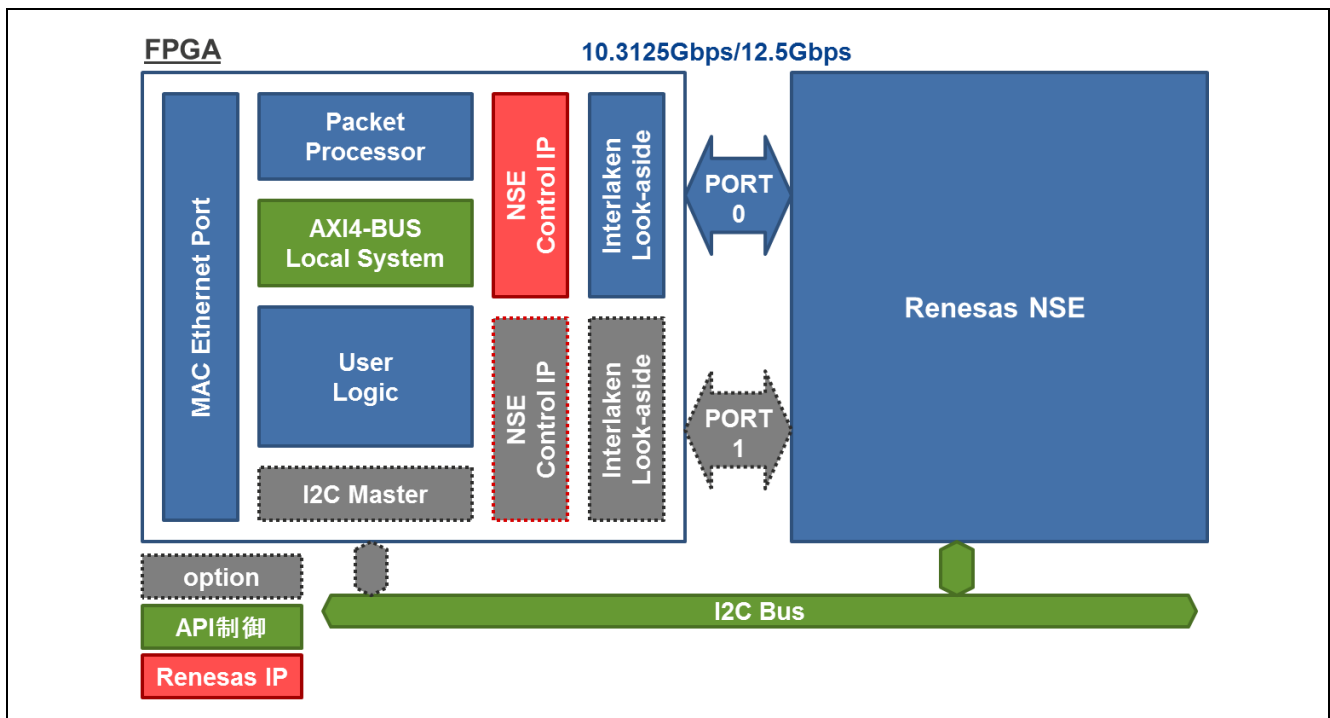 FPGA
10.3125Gbps/12.5Gbps
MAC Ethernet Port
Packet
Processor
AXI4-BUS
Local System
User
Logic
I2C Master
NSE
Control IP
Interlaken
Look-aside
NSE
Control IP
Interlaken
Look-aside
PORT
0
PORT
1
Renesas NSE
I2C Bus
option
API制御
Renesas IP